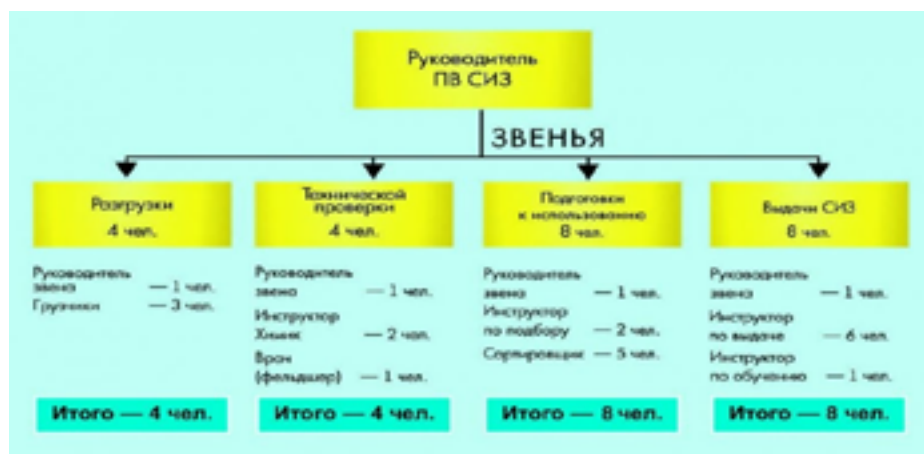 Руководитель
ПВ СИЗ
ЗВЕНЬЯ
Разгрузки
4 чел.
Технической
проверки
4 чел.
Подготовки
к использованию
8 чел.
Выдачи СИЗ
8 чел.
Руководитель
звена — 1 чел.
Грузчики — 3 чел.
Руководитель
звена — 1 чел.
Инструктор
Химик — 2 чел.
Врач
(фельдшер) — 1 чел.
Руководитель
звена — 1 чел.
Инструктор
по подбору — 2 чел.
Сортировщик — 5 чел.
Руководитель
звена — 1 чел.
Инструктор
по выдаче — 6 чел.
Инструктор
по обучению — 1 чел.
Итого — 4 чел.
Итого — 4 чел.
Итого — 8 чел.
Итого — 8 чел.